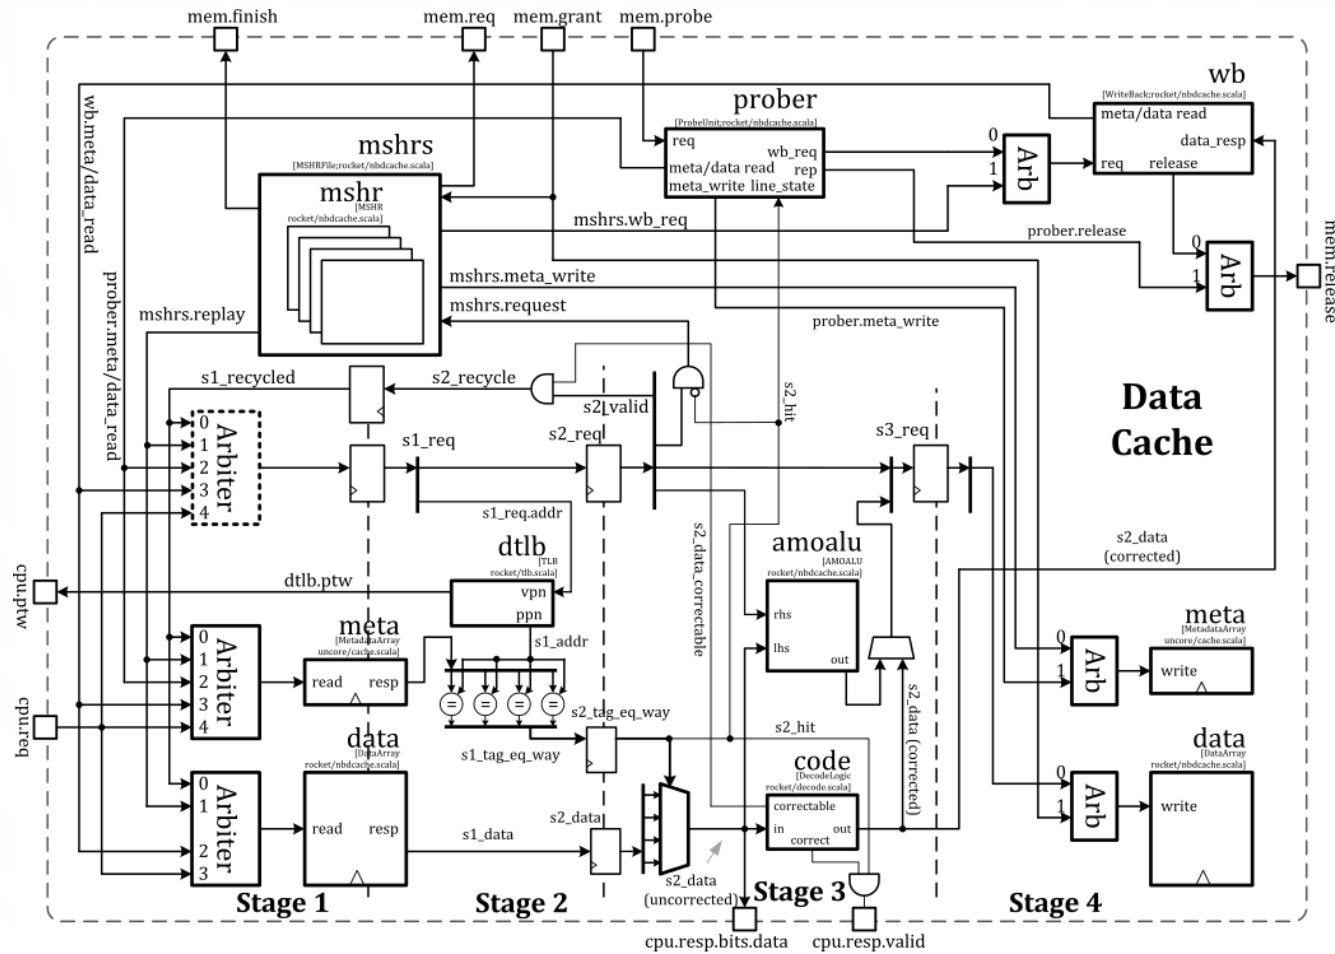 mem.finish
mem.req
mem.grant
mem.probe
wb
[WriteBack;rocket/nbdcache.scala]
meta/data read
data_resp
req release
prober
[ProbeUnit;rocket/nbdcache.scala]
req
wb_req
meta/data read rep
meta_write line_state
0
1
Arb
mshrs
[MSHRFile;rocket/nbdcache.scala]
mshr
[MSHR
rocket/nbdcache.scala]
wb.meta/data_read
prober.meta/data_read
mshrs.wb_req
prober.release
0
1
Arb
mem.release
mshrs.meta_write
mshrs.request
mshrs.replay
prober.meta_write
s1_recycled
s2_recycle
s2_valid
s2_hit
Data
Cache
0
1
2
3
4
Arbiter
s1_req
s2_req
s3_req
s1_req.addr
s2_data_correctable
s2_data
(corrected)
dtlb
[TLB
rocket/tlb.scala]
vpn
ppn
dtlb.ptw
cpu.ptw
s1_addr
amoalu
[AMOALU
rocket/nbdcache.scala]
rhs
lhs
out
0
1
2
3
4
Arbiter
meta
[MetadataArray
uncore/cache.scala]
read resp
=
=
=
=
s2_tag_eq_way
s1_tag_eq_way
s2_hit
s2_data (corrected)
0
1
Arb
meta
[MetadataArray
uncore/cache.scala]
write
cpu.req
0
1
2
3
Arbiter
data
[DataArray
rocket/nbdcache.scala]
read resp
s1_data
s2_data
code
[DecodeLogic
rocket/decode.scala]
correctable
in out
correct
s2_data
(uncorrected)
0
1
Arb
data
[DataArray
rocket/nbdcache.scala]
write
Stage 1
Stage 2
Stage 3
Stage 4
cpu.resp.bits.data
cpu.resp.valid